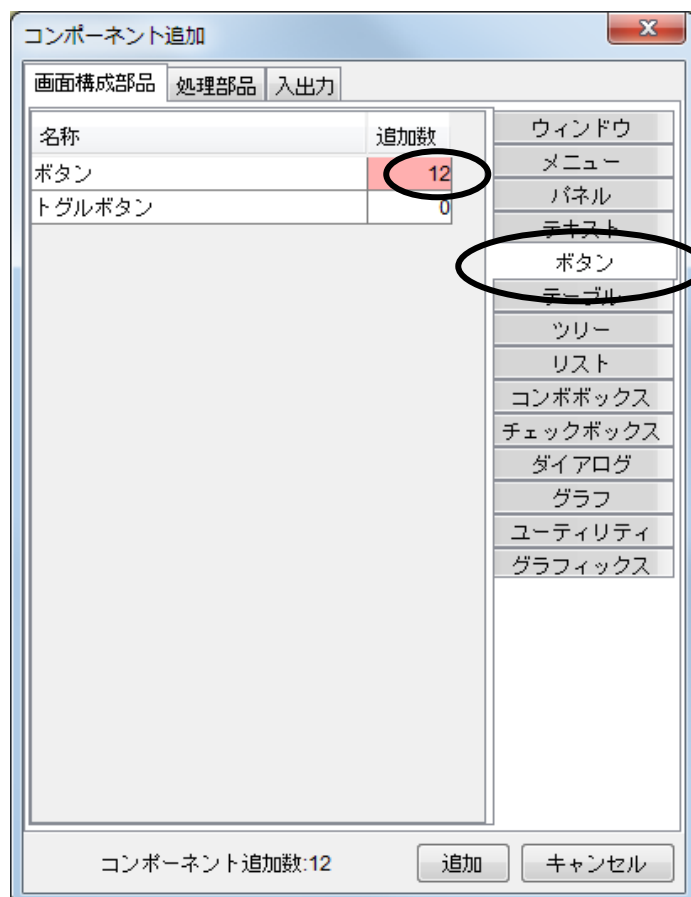 コンポーネント追加
画面構成部品 処理部品 入出力
名称 追加数
ボタン 12
トグルボタン 0
ウィンドウ
メニュー
パネル
テキスト
ボタン
テーブル
ツリー
リスト
コンボボックス
チェックボックス
ダイアログ
グラフ
ユーティリティ
グラフィックス
コンポーネント追加数:12 追加 キャンセル